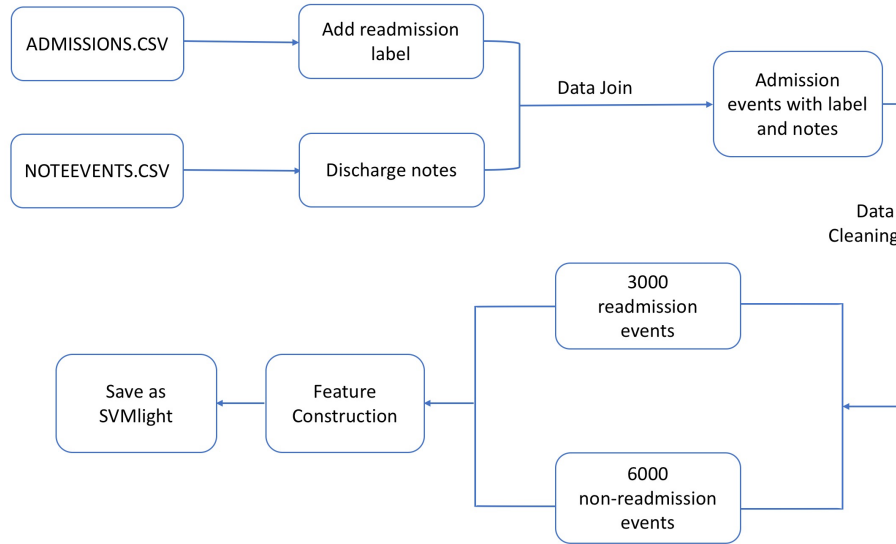 ADMISSIONS.CSV
Add readmission
label
Data Join
Admission
events with label
and notes
NOTEEVENTS.CSV
Discharge notes
Data
Cleaning
3000
readmission
events
Save as
SVMlight
Feature
Construction
6000
non-readmission
events